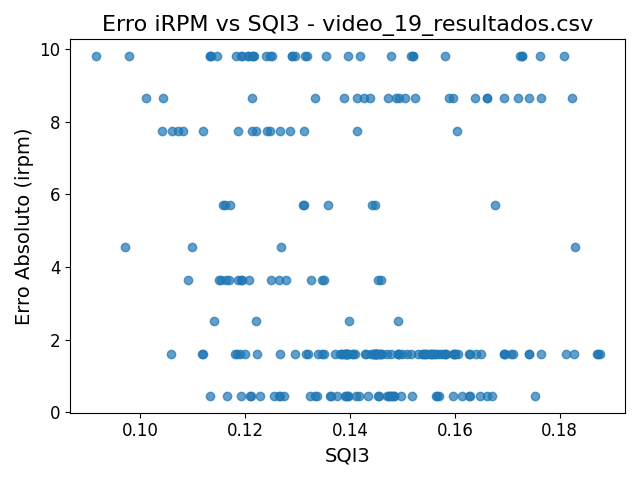 Erro iRPM vs SQI3 - video_19_resultados.csv
Erro Absoluto (irpm)
10
8
6
4
2
0
0.10 0.12 0.14 0.16 0.18
SQI3